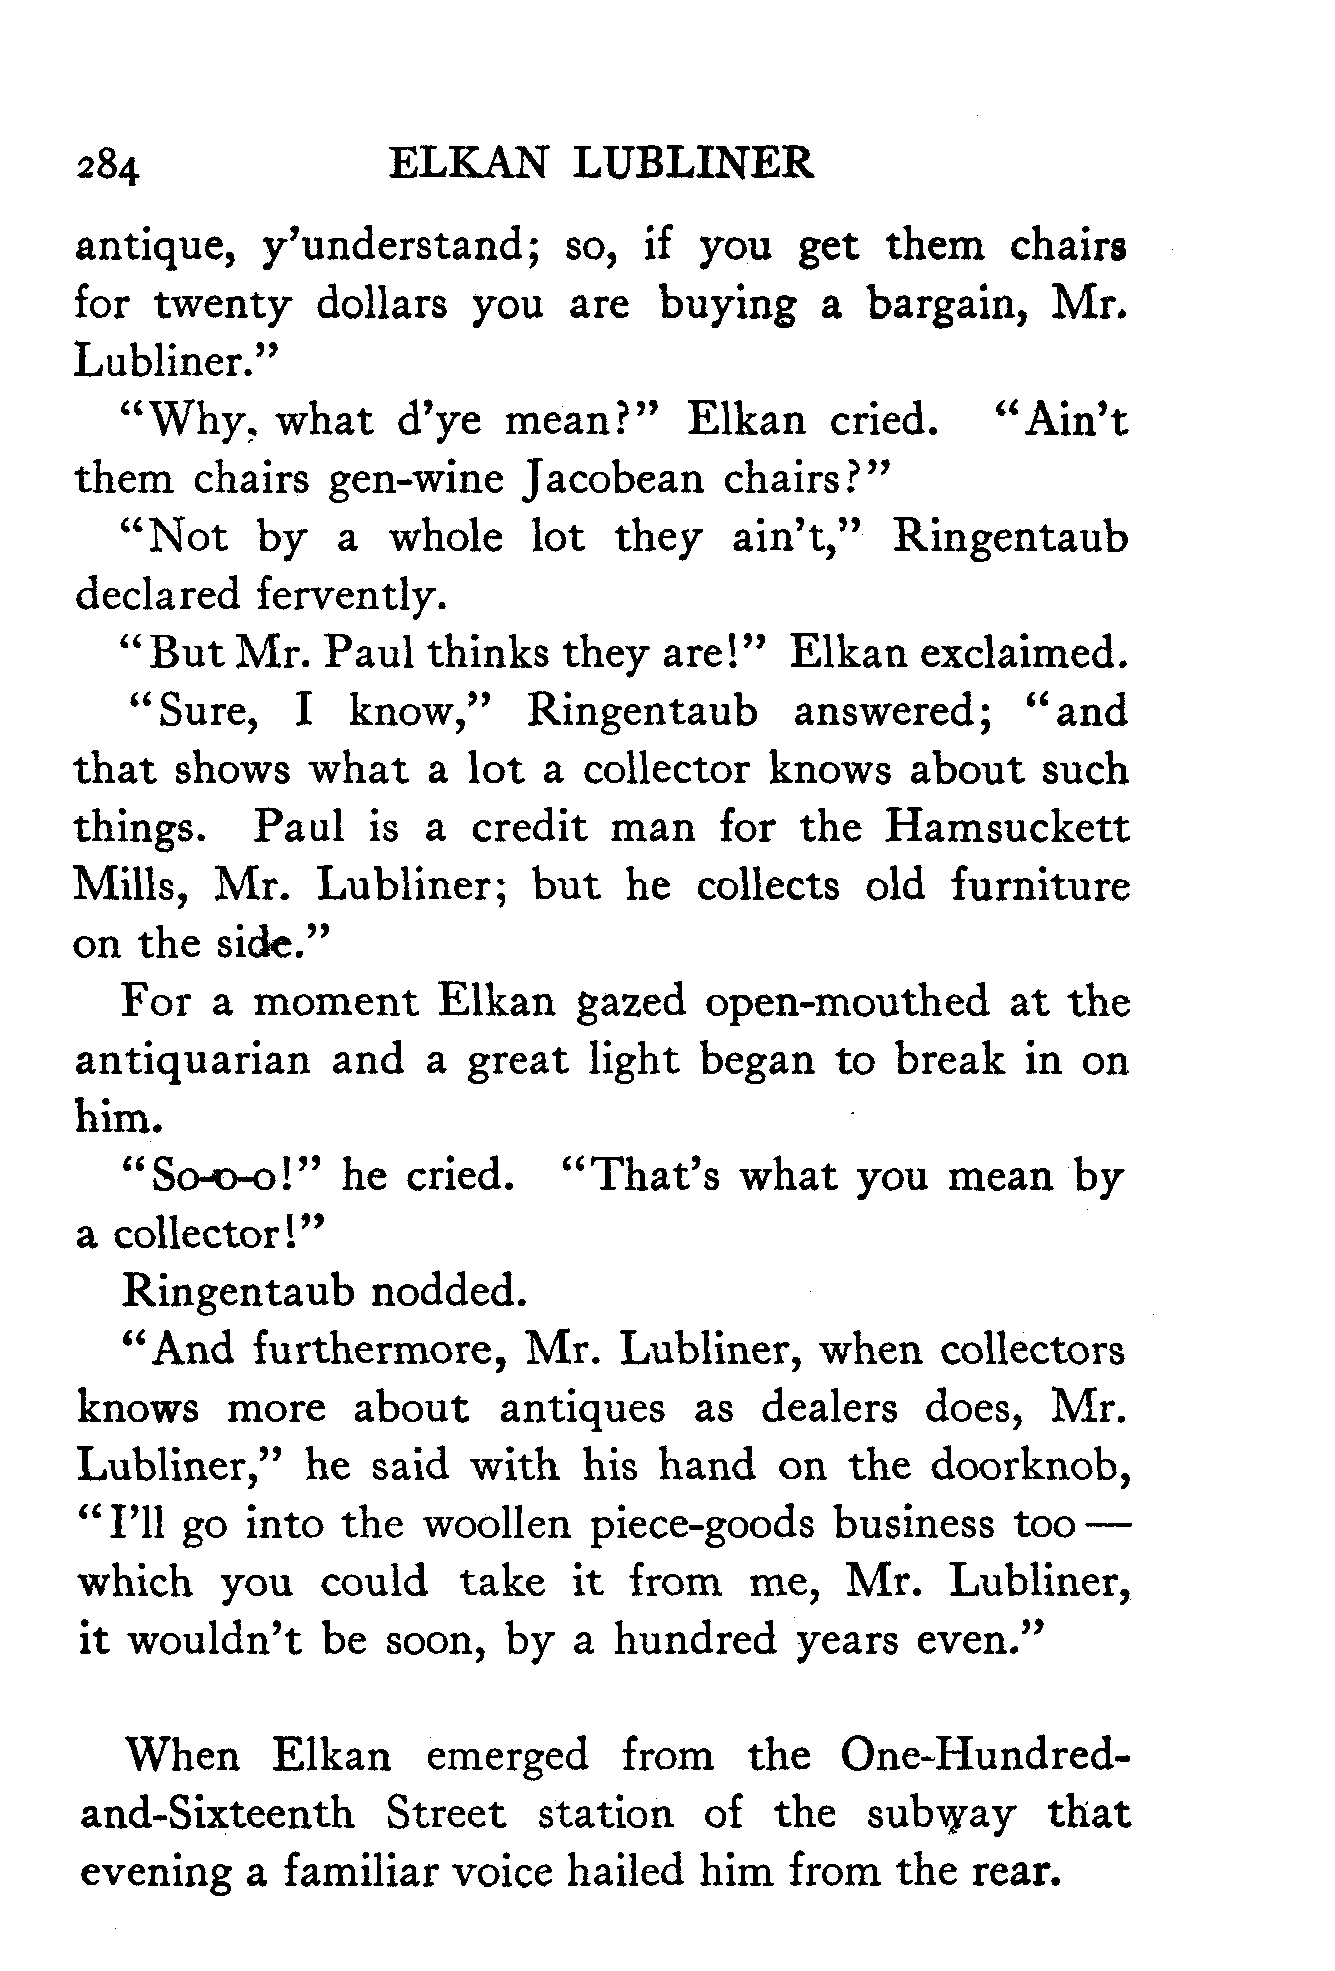 284 ELKAN LUBLINER
antique, y'understand; so, if you get them chairs
for twenty dollars you are buying a bargain, Mr.
Lubliner."
"Why, what d'ye mean?" Elkan cried. "Ain't
them chairs gen-wine Jacobean chairs?"
"Not by a whole lot they ain't," Ringentaub
declared fervently.
"But Mr. Paul thinks they are!" Elkan exclaimed.
"Sure, I know," Ringentaub answered; "and
that shows what a lot a collector knows about such
things. Paul is a credit man for the Hamsuckett
Mills, Mr. Lubliner; but he collects old furniture
on the side."
For a moment Elkan gazed open-mouthed at the
antiquarian and a great light began to break in on
him.
"So-o-o!" he cried. "That's what you mean by
a collector!"
Ringentaub nodded.
"And furthermore, Mr. Lubliner, when collectors
knows more about antiques as dealers does, Mr.
Lubliner," he said with his hand on the doorknob,
"I'll go into the woollen piece-goods business too—
which you could take it from me, Mr. Lubliner,
it wouldn't be soon, by a hundred years even."
When Elkan emerged from the One-Hundred-
and-Sixteenth Street station of the subway that
evening a familiar voice hailed him from the rear.